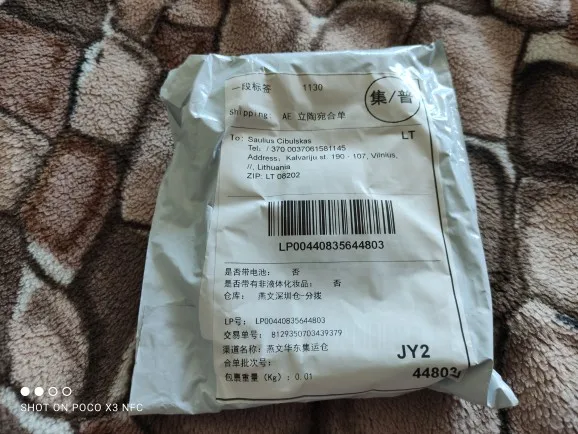 一段标签 1130
集/普
Shipping: AE 立陶宛合单
LT
To: Saulius Cibulskas
Tel: / 370 0037061581145
Address: Kalvariju st. 190 - 107, Vilnius,
//, Lithuania
ZIP: LT 08202
LP00440835644803
是否带电池: 否
是否带有非液体化妆品: 否
仓库: 燕文深圳仓-分拨
LP号: LP00440835644803
交易单号: 8129350703439379
渠道名称: 燕文华东集运仓
合单批次号:
包裹重量 (Kg): 0.01
JY2
44803
SHOT ON POCO X3 NFC